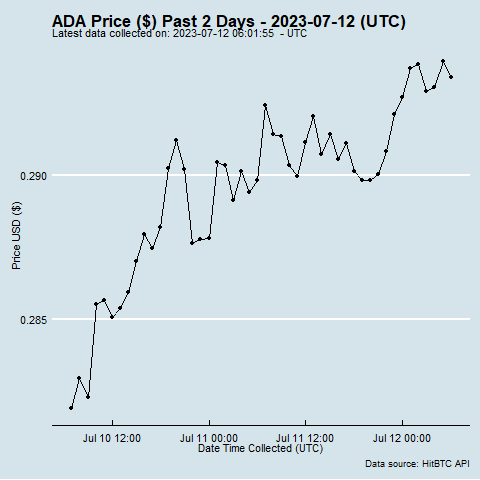 ADA Price ($) Past 2 Days - 2023-07-12 (UTC)
Latest data collected on: 2023-07-12 06:01:55 - UTC
0.290
0.285
Price USD ($)
Jul 10 12:00 Jul 11 00:00 Jul 11 12:00 Jul 12 00:00
Date Time Collected (UTC)
Data source: HitBTC API